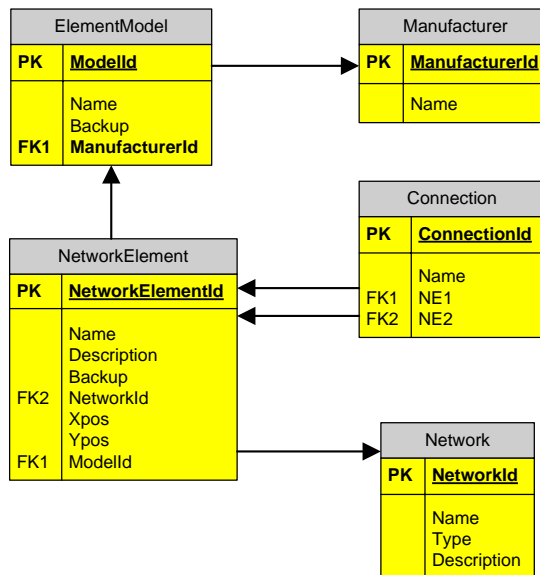 ElementModel
PK ModelId
Name
Backup
FK1 ManufacturerId
Manufacturer
PK ManufacturerId
Name
Connection
PK ConnectionId
Name
FK1 NE1
FK2 NE2
NetworkElement
PK NetworkElementId
Name
Description
Backup
FK2 NetworkId
Xpos
Ypos
FK1 ModelId
Network
PK NetworkId
Name
Type
Description